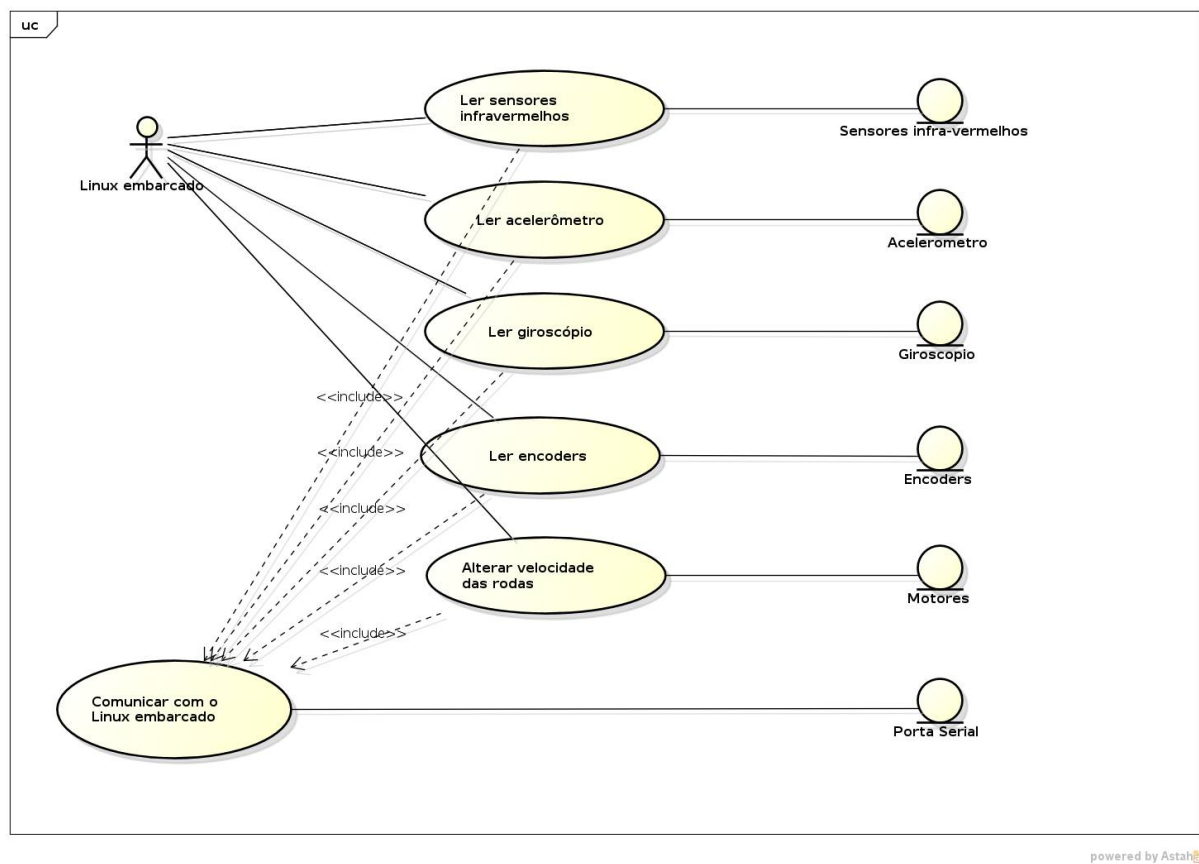 uc
Ler sensores
infravermelhos
Sensores infra-vermelhos
Linux embarcado
Ler acelerômetro
Acelerometro
Ler giroscópio
Giroscopio
<<include>>
<<include>>
Ler encoders
Encoders
<<include>>
<<include>>
Alterar velocidade
das rodas
Motores
<<include>>
Comunicar com o
Linux embarcado
Porta Serial
powered by Astah